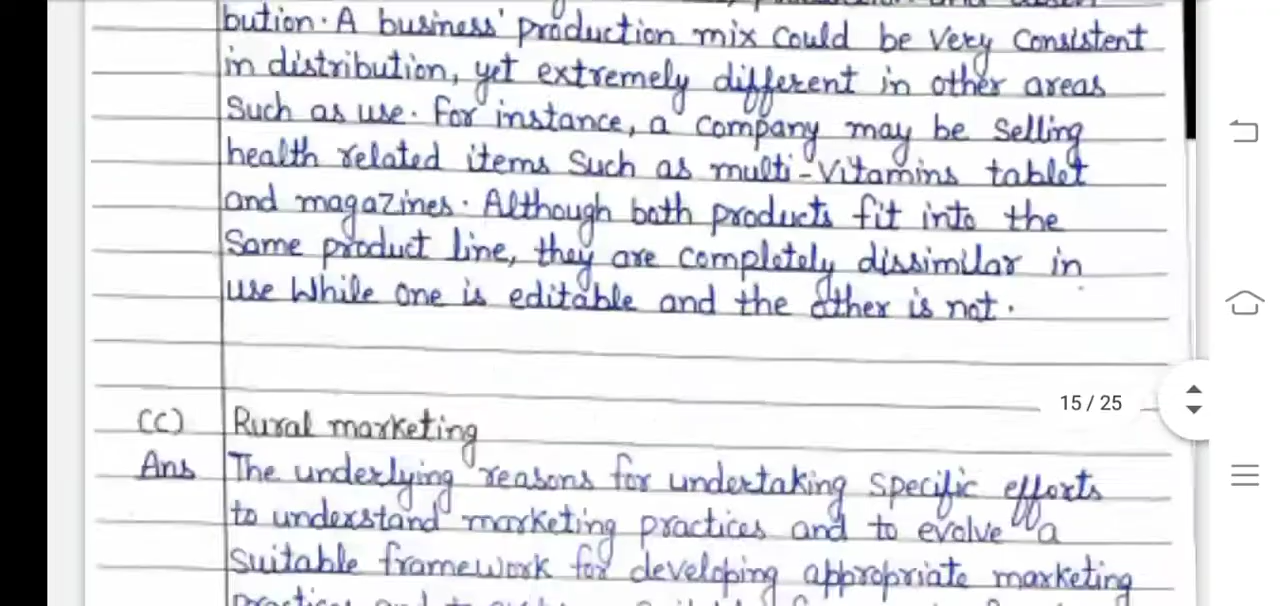 bution. A business' production mix could be very consistent
in distribution, yet extremely different in other areas
such as use. For instance, a company may be selling
health related items such as multi-vitamins tablet
and magazines. Although both products fit into the
same product line, they are completely dissimilar in
use while one is editable and the other is not.
15/25
(C) Rural marketing
Ans The underlying reasons for undertaking specific efforts
to understand marketing practices and to evolve a
suitable framework for developing appropriate marketing